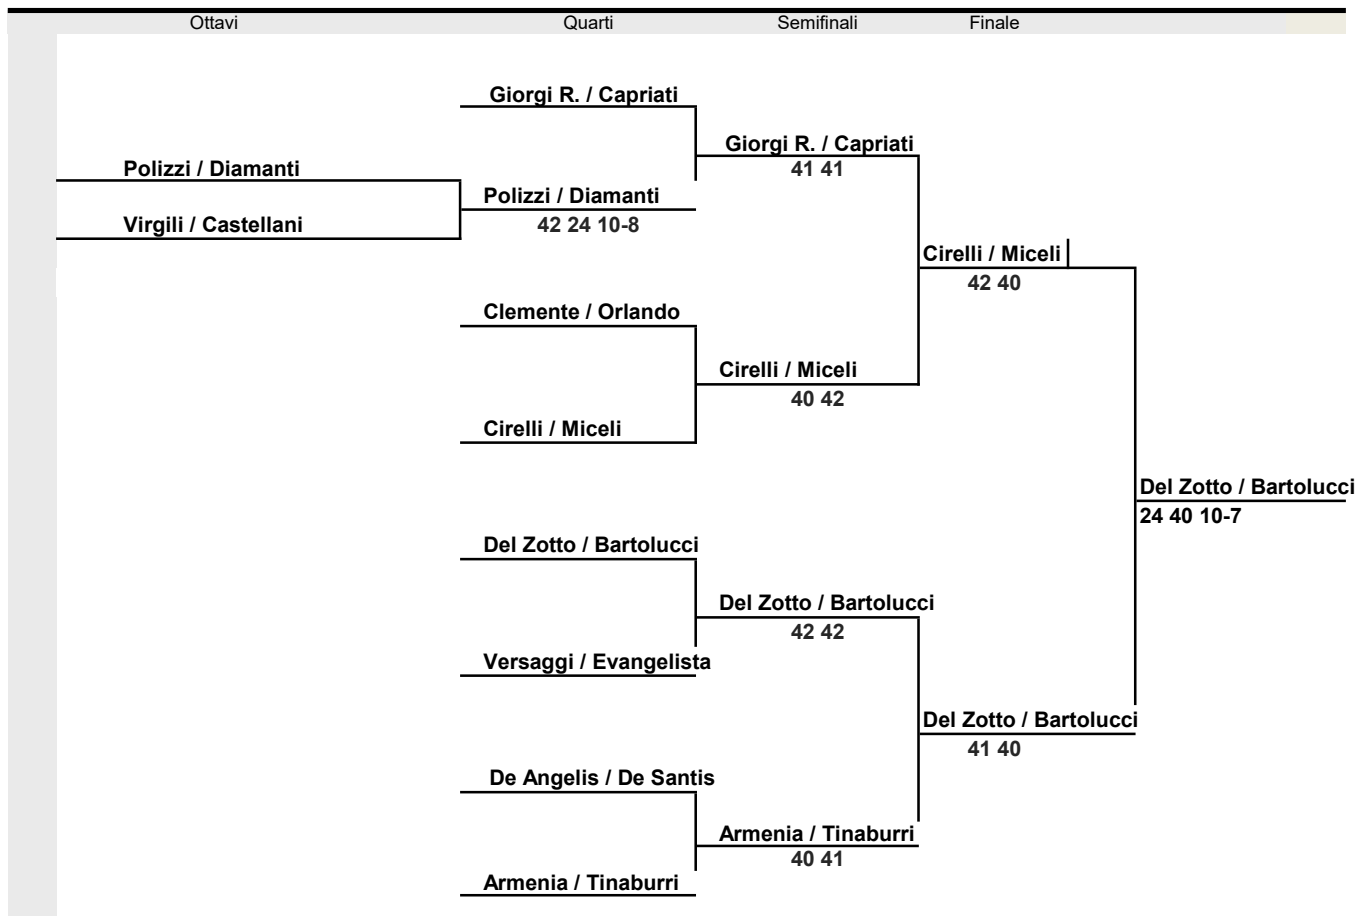 Ottavi Quarti Semifinali Finale
Giorgi R. / Capriati
Giorgi R. / Capriati
41 41
Polizzi / Diamanti
Polizzi / Diamanti
42 24 10-8
Virgili / Castellani
Cirelli / Miceli
42 40
Clemente / Orlando
Cirelli / Miceli
40 42
Cirelli / Miceli
Del Zotto / Bartolucci
24 40 10-7
Del Zotto / Bartolucci
Del Zotto / Bartolucci
42 42
Versaggi / Evangelista
Del Zotto / Bartolucci
41 40
De Angelis / De Santis
Armenia / Tinaburri
40 41
Armenia / Tinaburri